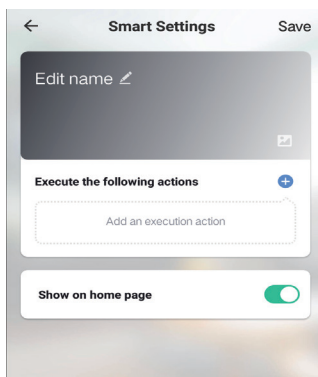 Smart Settings
Save
Edit name
Execute the following actions
Add an execution action
Show on home page